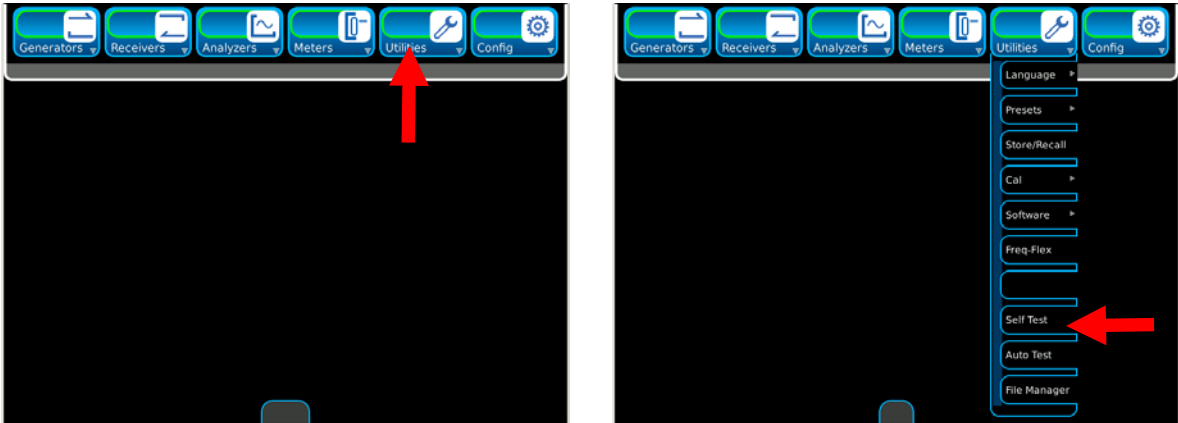 Generators Receivers Analyzers Meters Utilities Config
Generators Receivers Analyzers Meters Utilities Config
Language
Presets
Store/Recall
Cal
Software
Freq-Flex
Self Test
Auto Test
File Manager